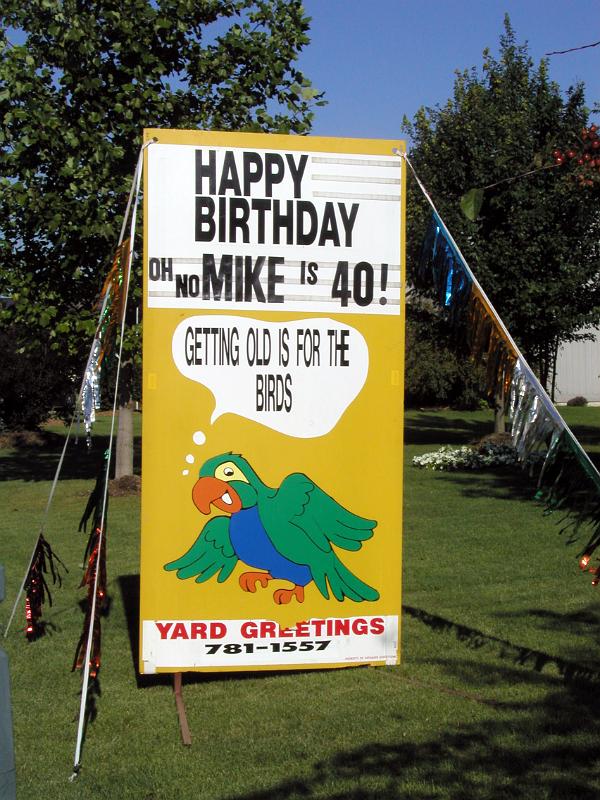 HAPPY
BIRTHDAY
OH NO MIKE IS 40!
GETTING OLD IS FOR THE
BIRDS
YARD GREETINGS
781-1557